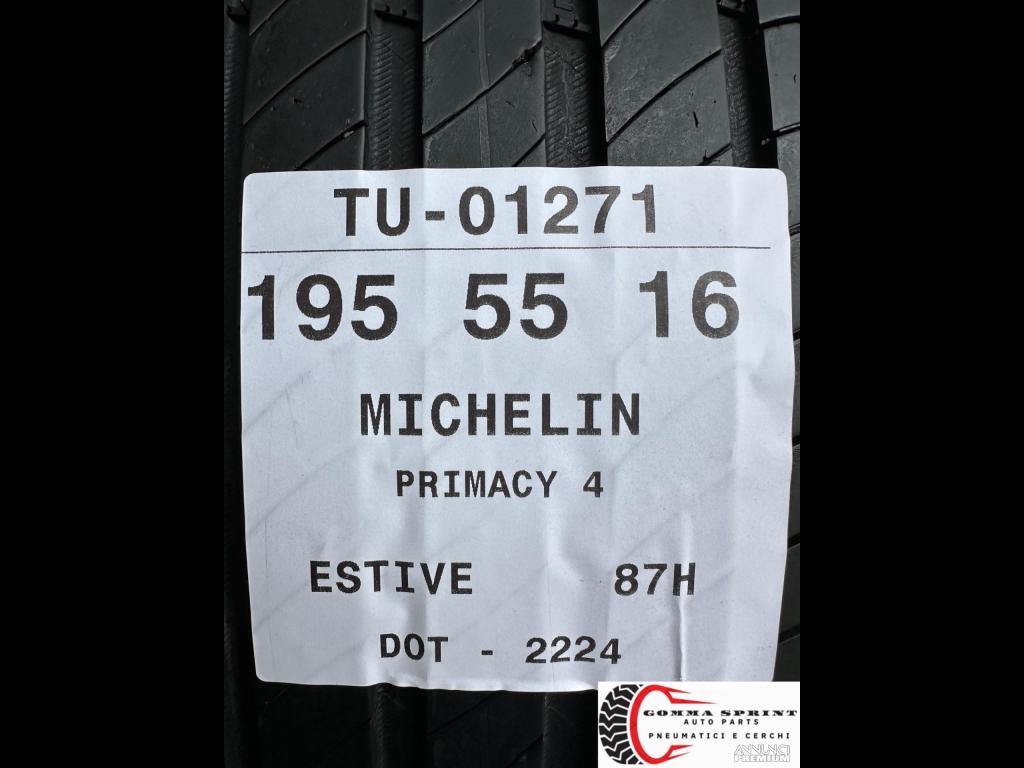 TU-01271
195 55 16
MICHELIN
PRIMACY 4
ESTIVE 87H
DOT - 2224
GOMMA SPRINT
AUTO PARTS
PNEUMATICI E CERCHI
ANNUNCI
PREMIUM